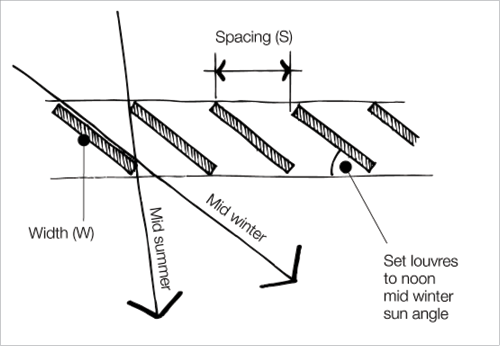 Spacing (S)
Width (W)
Mid summer
Mid winter
Set louvres
to noon
mid winter
sun angle